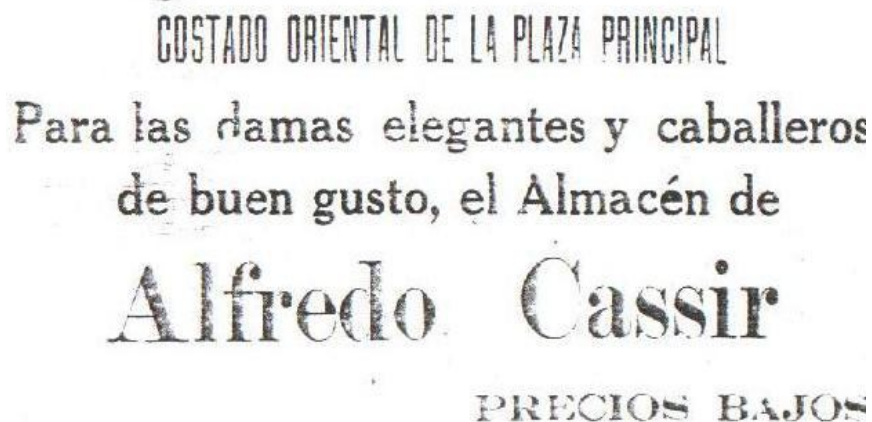 COSTADO ORIENTAL DE LA PLAZA PRINCIPAL
Para las damas elegantes y caballeros
de buen gusto, el Almacén de
Alfredo Cassir
PRECIOS BAJOS